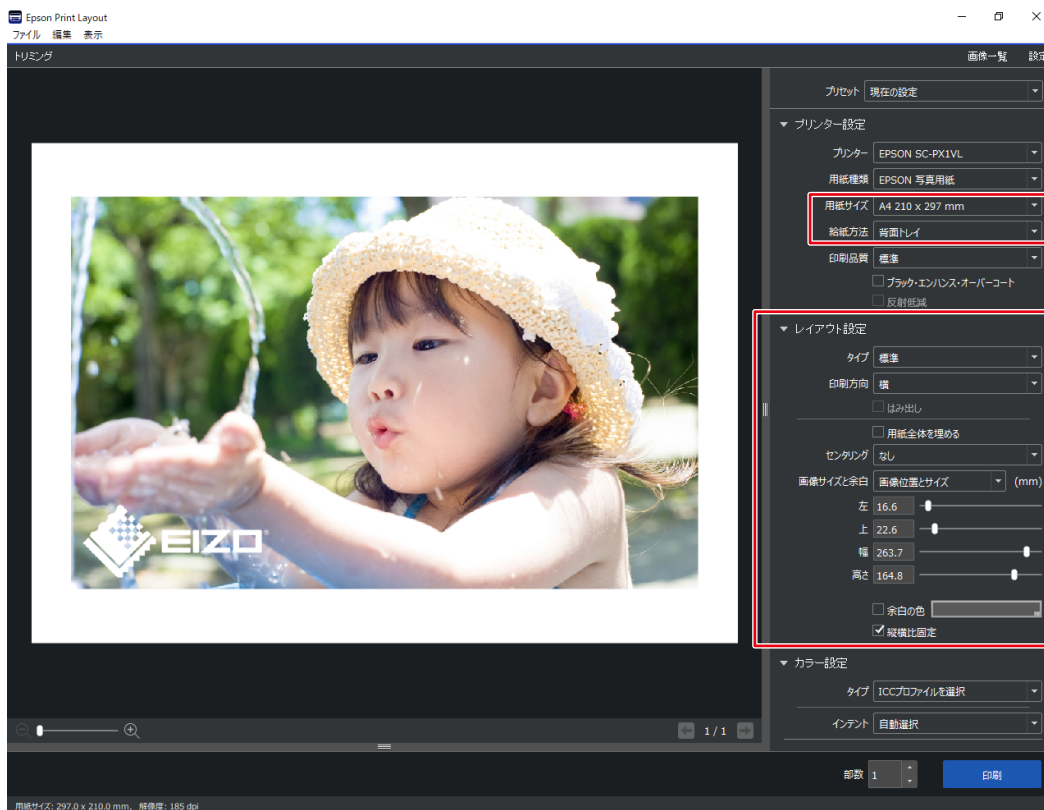 Epson Print Layout
ファイル 編集 表示
トリミング 画像一覧 設定
プリセット 現在の設定
プリンター設定
プリンター EPSON SC-PX1VL
用紙種類 EPSON 写真用紙
用紙サイズ A4 210 x 297 mm
給紙方法 背面トレイ
印刷品質 標準
ブラック・エンハンス・オーバーコート
反射低減
レイアウト設定
タイプ 標準
印刷方向 横
はみ出し
用紙全体を埋める
センタリング なし
画像サイズと余白 画像位置とサイズ (mm)
左 16.6
上 22.6
幅 263.7
高さ 164.8
余白の色
縦横比固定
EIZO
カラー設定
タイプ ICCプロファイルを選択
インテント 自動選択
1 / 1
部数 1 印刷
用紙サイズ: 297.0 x 210.0 mm, 解像度: 185 dpi